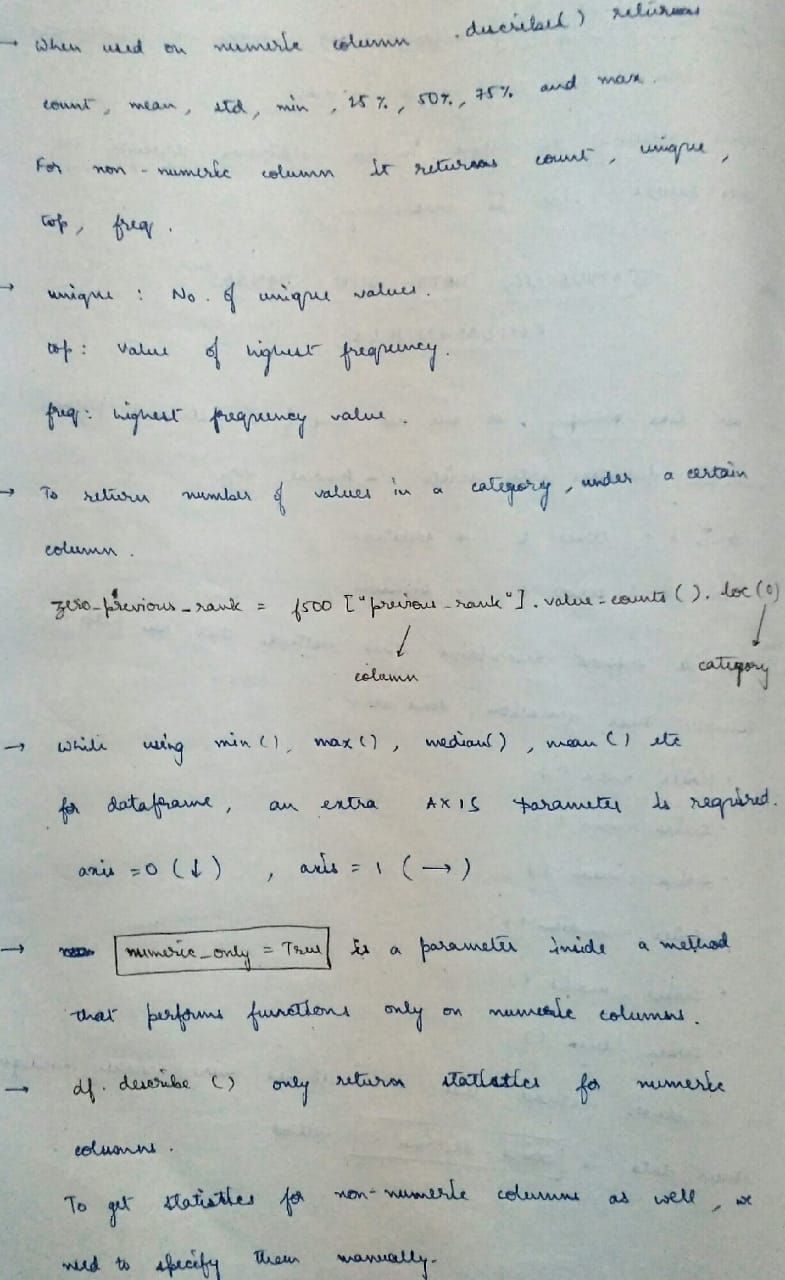 → When used on numeric column .describe() returns
count, mean, std, min, 25%, 50%, 75% and max.
For non-numeric column it returns count, unique,
top, freq.
→ unique : No. of unique values.
top : value of highest frequency.
freq : highest frequency value.
→ To return number of values in a category, under a certain
column.
zero_previous_rank = f500 ["previous_rank"].value_counts().loc(0)
column
category
→ While using min(), max(), median(), mean() etc
for dataframe, an extra AXIS parameter is required.
axis = 0 (↓) , axis = 1 (→)
→ numeric_only = True is a parameter inside a method
that performs functions only on numeric columns.
→ df.describe() only return statistics for numeric
columns.
To get statistics for non-numeric columns as well, we
need to specify them manually.